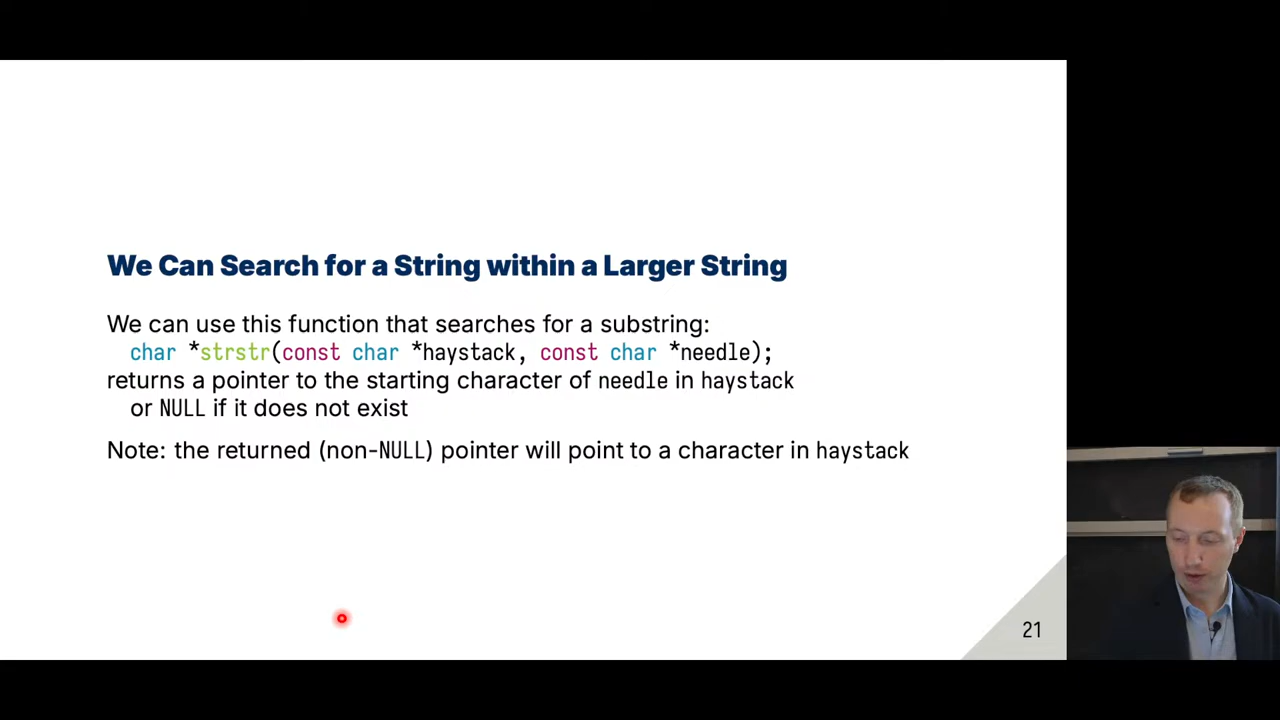 We Can Search for a String within a Larger String
We can use this function that searches for a substring:
char *strstr(const char *haystack, const char *needle);
returns a pointer to the starting character of needle in haystack
or NULL if it does not exist
Note: the returned (non-NULL) pointer will point to a character in haystack
21